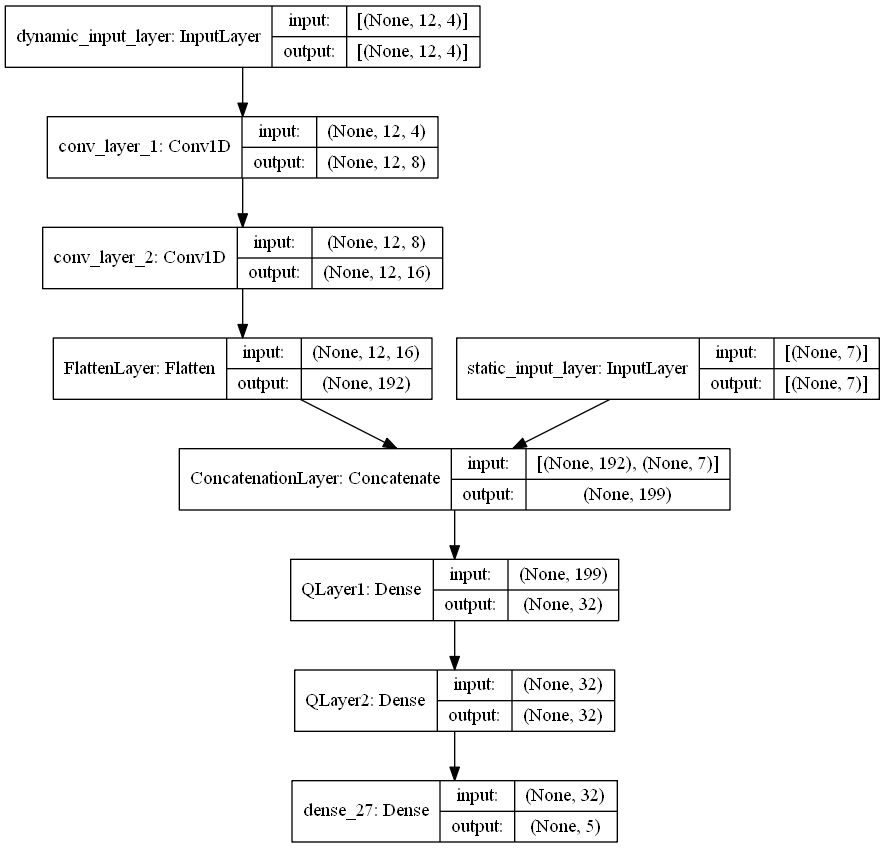 dynamic_input_layer: InputLayer
input:
[(None, 12, 4)]
output:
[(None, 12, 4)]
conv_layer_1: Conv1D
input:
(None, 12, 4)
output:
(None, 12, 8)
conv_layer_2: Conv1D
input:
(None, 12, 8)
output:
(None, 12, 16)
FlattenLayer: Flatten
input:
(None, 12, 16)
output:
(None, 192)
static_input_layer: InputLayer
input:
[(None, 7)]
output:
[(None, 7)]
ConcatenationLayer: Concatenate
input:
[(None, 192), (None, 7)]
output:
(None, 199)
QLayer1: Dense
input:
(None, 199)
output:
(None, 32)
QLayer2: Dense
input:
(None, 32)
output:
(None, 32)
dense_27: Dense
input:
(None, 32)
output:
(None, 5)